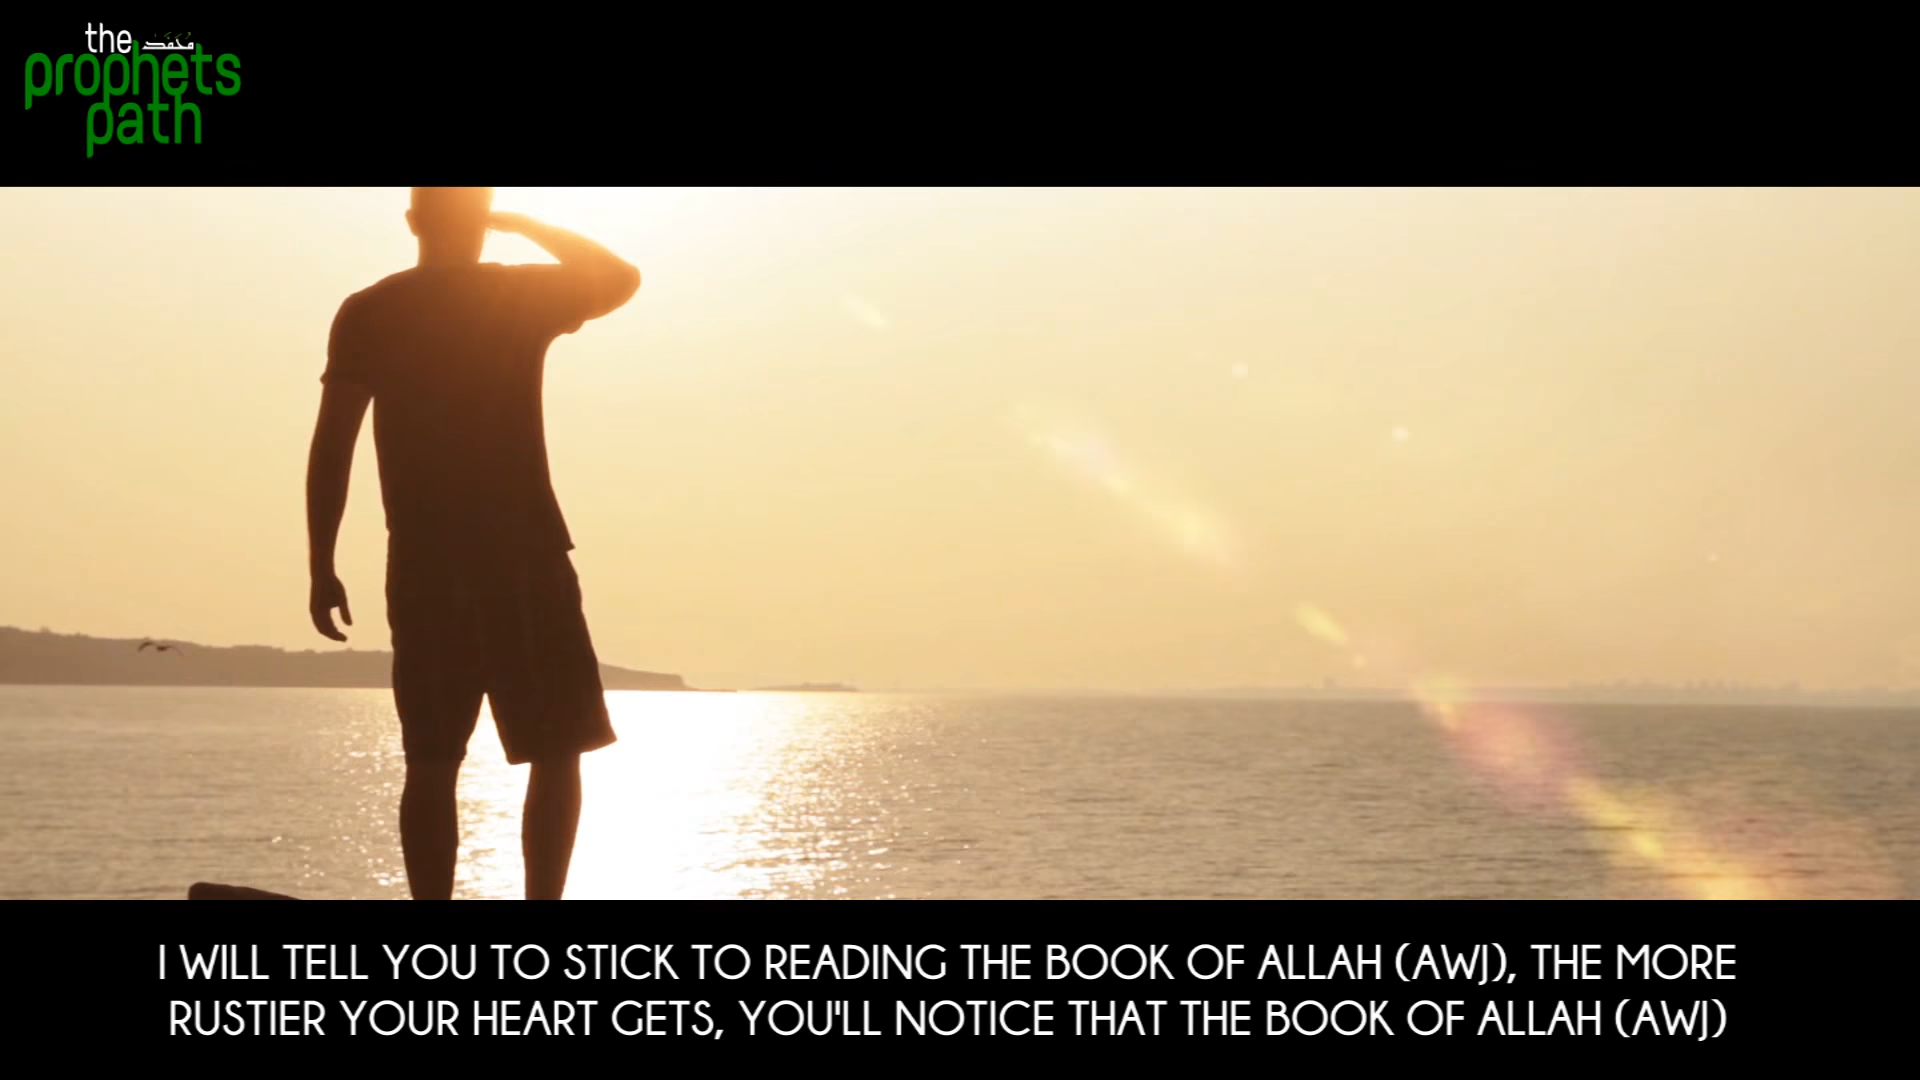 the مُحَمَّد
prophets
path
I WILL TELL YOU TO STICK TO READING THE BOOK OF ALLAH (AWJ), THE MORE
RUSTIER YOUR HEART GETS, YOU'LL NOTICE THAT THE BOOK OF ALLAH (AWJ)